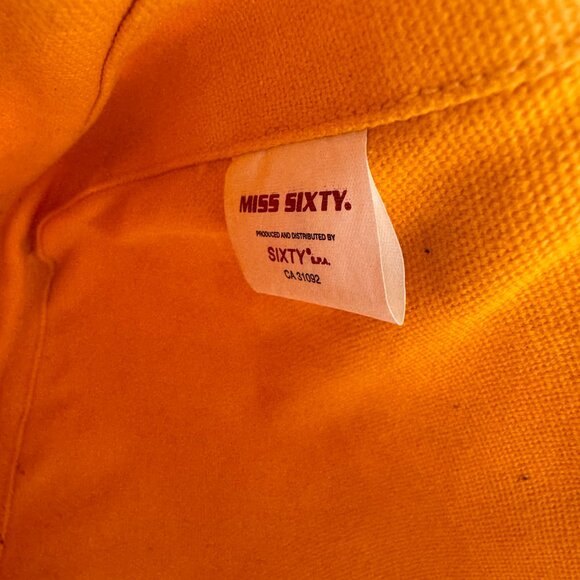 MISS SIXTY.
PRODUCED AND DISTRIBUTED BY
SIXTY® S.P.A.
CA 31092